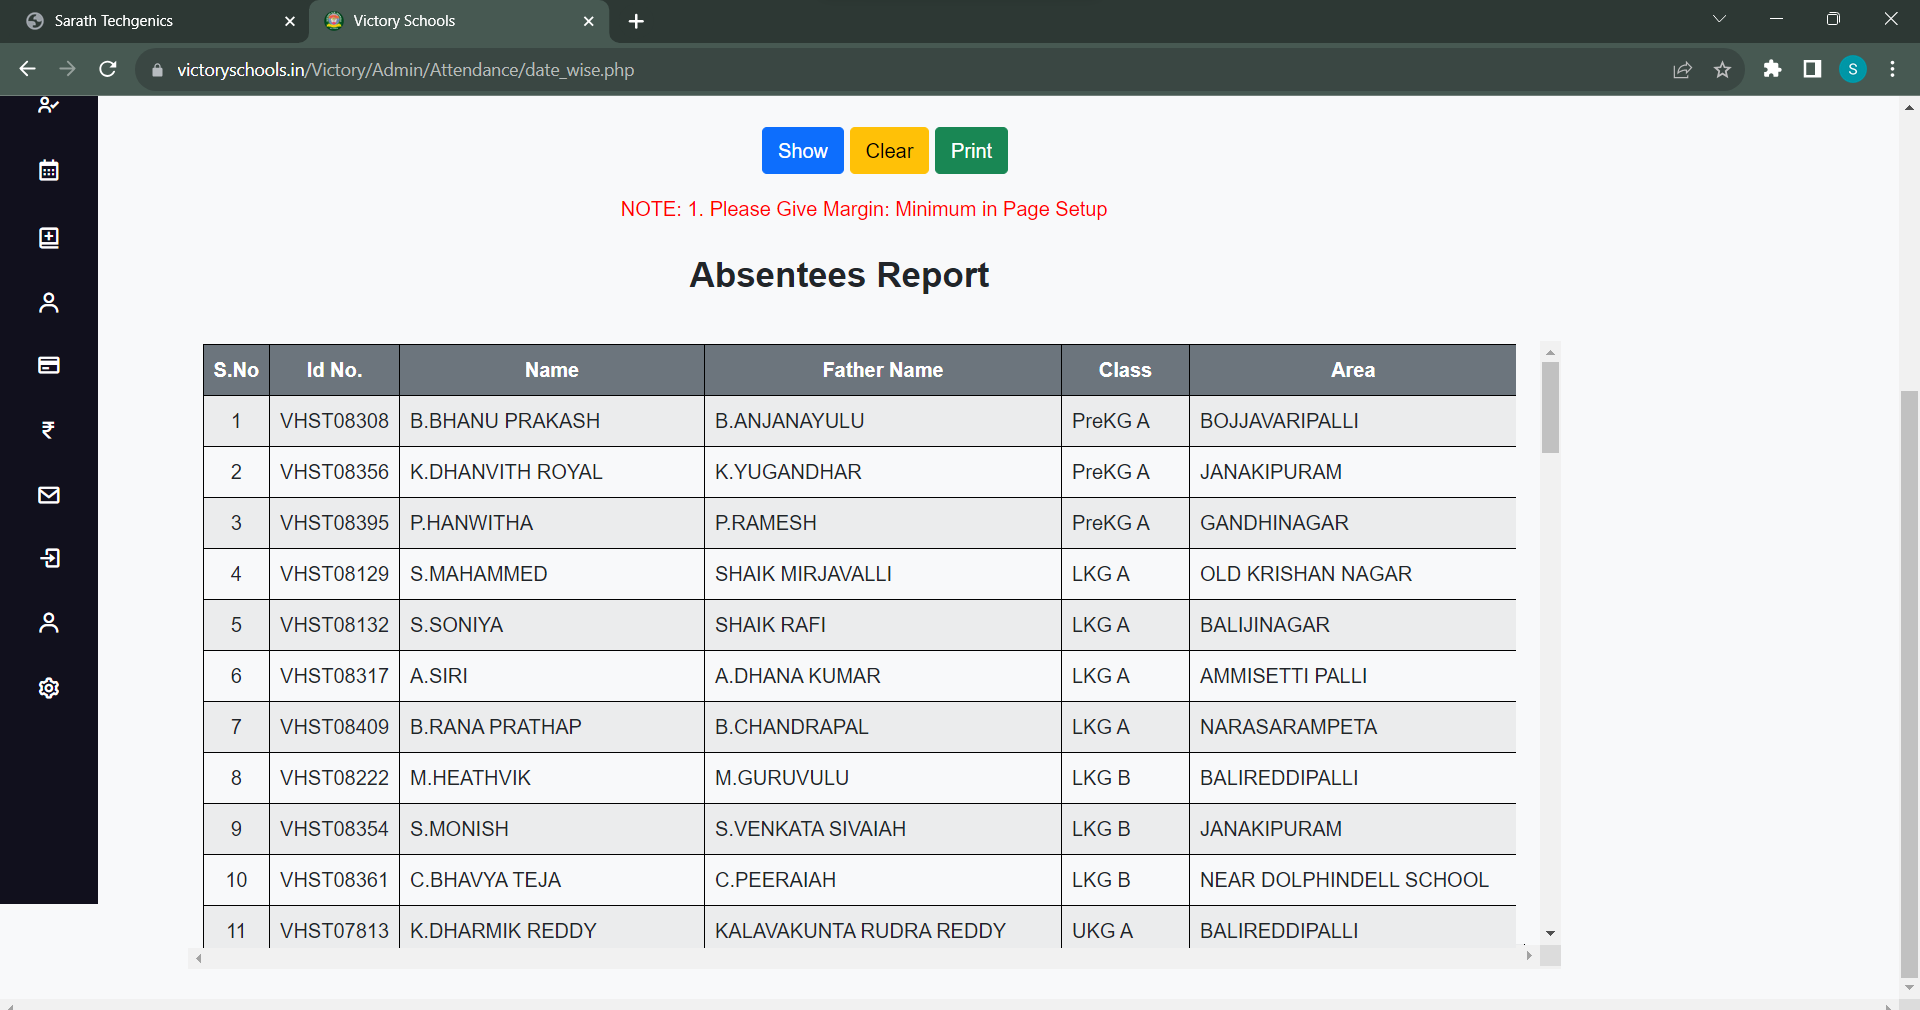 Sarath Techgenics
Victory Schools
victoryschools.in/Victory/Admin/Attendance/date_wise.php
S
Show Clear Print
NOTE: 1. Please Give Margin: Minimum in Page Setup
Absentees Report
S.No Id No. Name Father Name Class Area
1 VHST08308 B.BHANU PRAKASH B.ANJANAYULU PreKG A BOJJAVARIPALLI
2 VHST08356 K.DHANVITH ROYAL K.YUGANDHAR PreKG A JANAKIPURAM
3 VHST08395 P.HANWITHA P.RAMESH PreKG A GANDHINAGAR
4 VHST08129 S.MAHAMMED SHAIK MIRJAVALLI LKG A OLD KRISHAN NAGAR
5 VHST08132 S.SONIYA SHAIK RAFI LKG A BALIJINAGAR
6 VHST08317 A.SIRI A.DHANA KUMAR LKG A AMMISETTI PALLI
7 VHST08409 B.RANA PRATHAP B.CHANDRAPAL LKG A NARASARAMPETA
8 VHST08222 M.HEATHVIK M.GURUVULU LKG B BALIREDDIPALLI
9 VHST08354 S.MONISH S.VENKATA SIVAIAH LKG B JANAKIPURAM
10 VHST08361 C.BHAVYA TEJA C.PEERAIAH LKG B NEAR DOLPHINDELL SCHOOL
11 VHST07813 K.DHARMIK REDDY KALAVAKUNTA RUDRA REDDY UKG A BALIREDDIPALLI